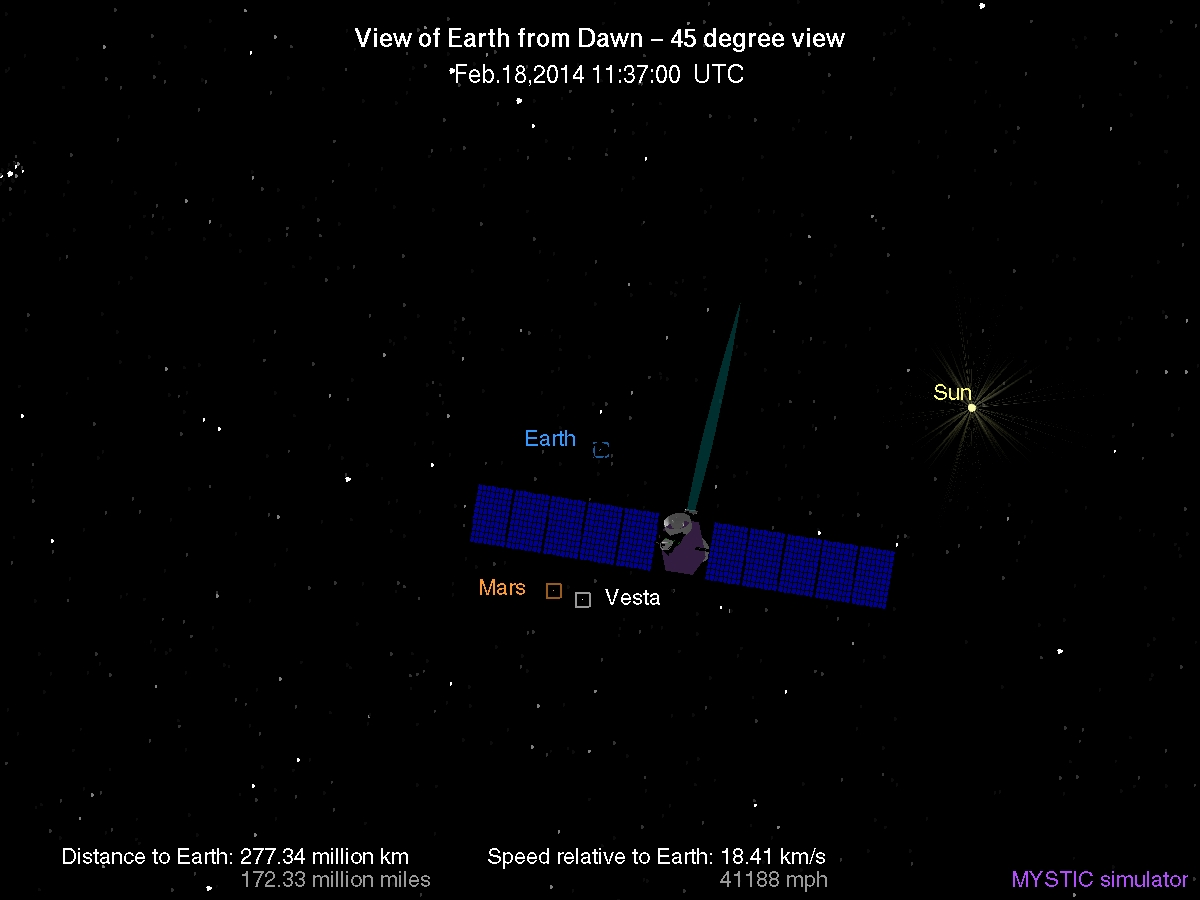 View of Earth from Dawn – 45 degree view
Feb.18,2014 11:37:00 UTC
Sun
Earth
Mars
Vesta
Distance to Earth: 277.34 million km
172.33 million miles
Speed relative to Earth: 18.41 km/s
41188 mph
MYSTIC simulator